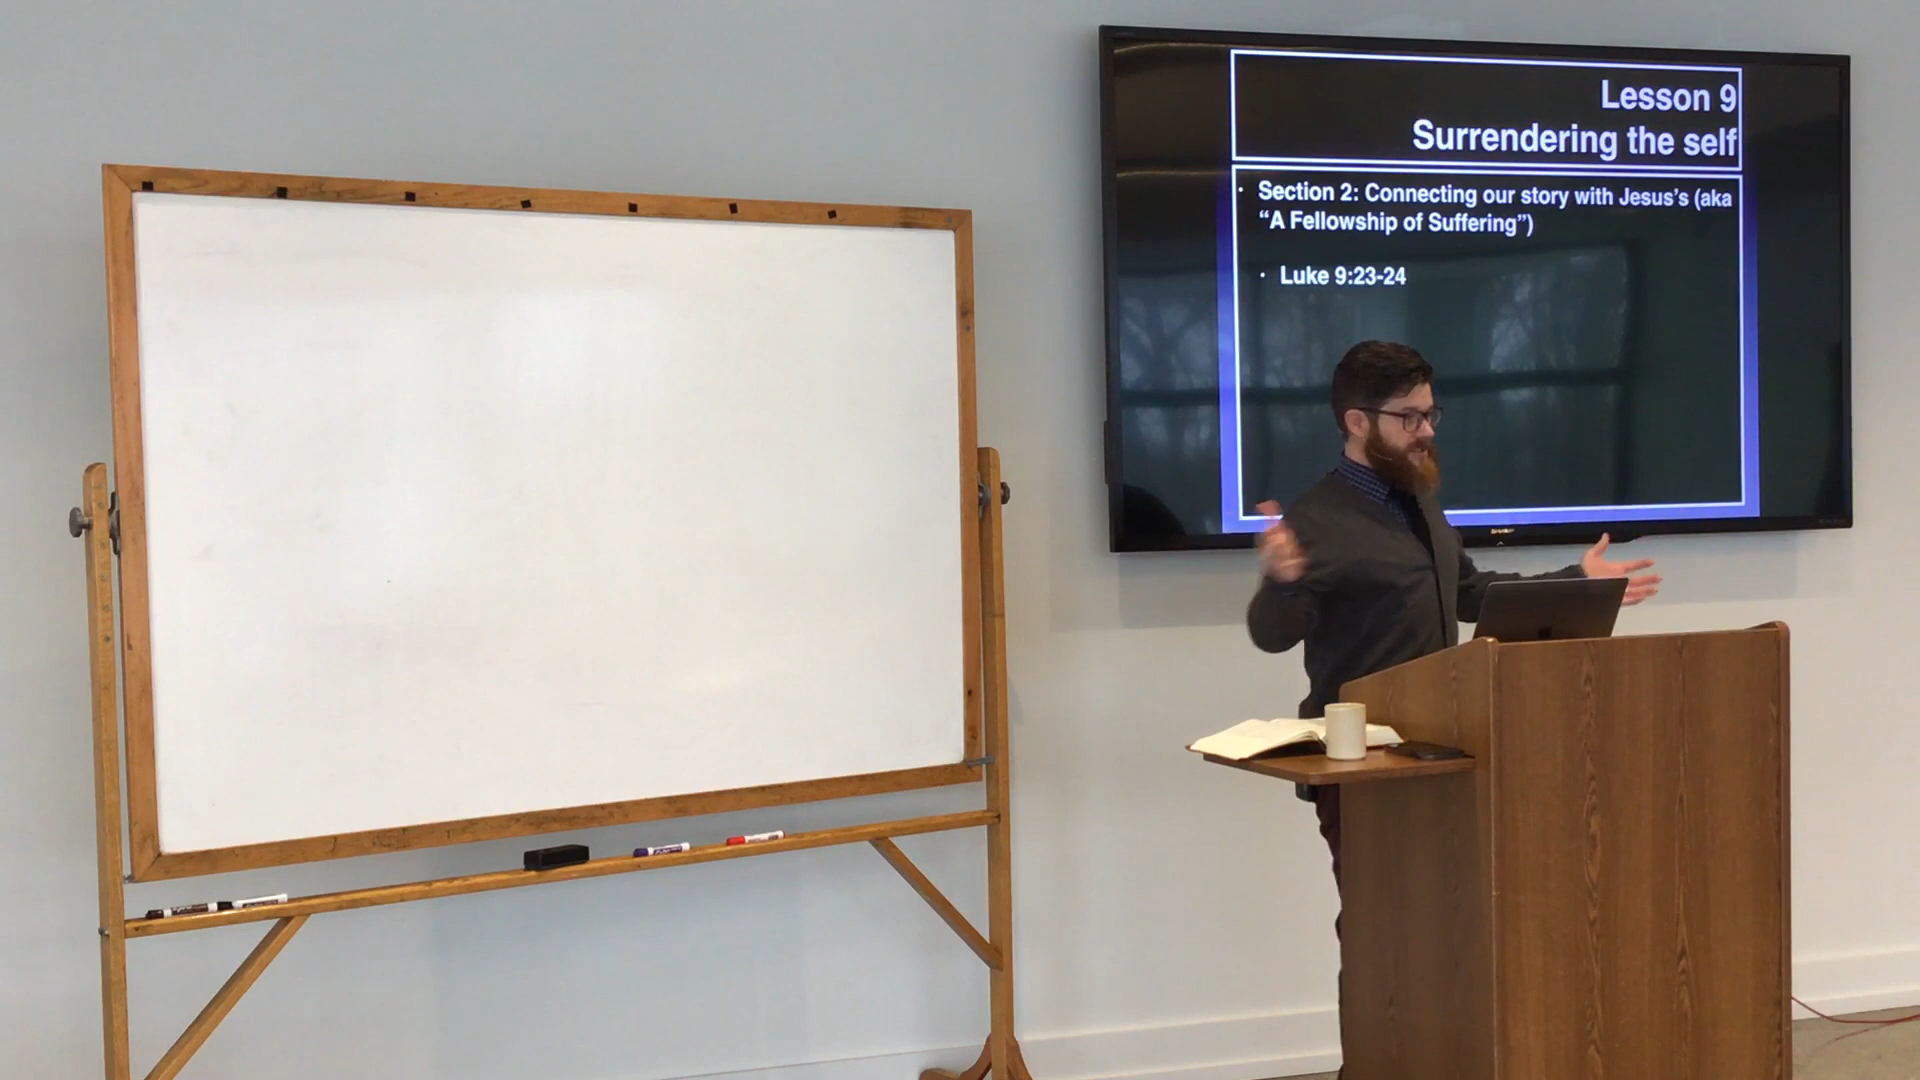 Lesson 9
Surrendering the self
• Section 2: Connecting our story with Jesus's (aka
“A Fellowship of Suffering”)
• Luke 9:23-24